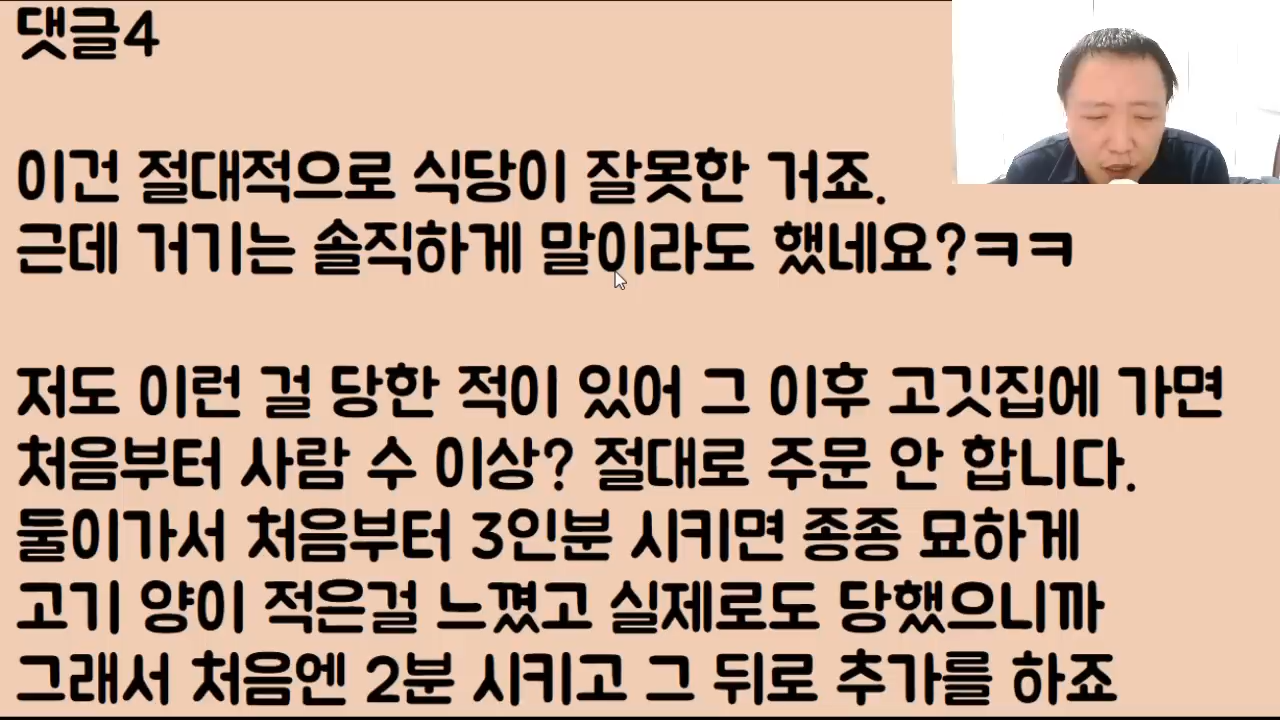 댓글4
이건 절대적으로 식당이 잘못한 거죠.
근데 거기는 솔직하게 말이라도 했네요?ㅋㅋ
저도 이런 걸 당한 적이 있어 그 이후 고깃집에 가면
처음부터 사람 수 이상? 절대로 주문 안 합니다.
둘이가서 처음부터 3인분 시키면 종종 묘하게
고기 양이 적은걸 느꼈고 실제로도 당했으니까
그래서 처음엔 2분 시키고 그 뒤로 추가를 하죠